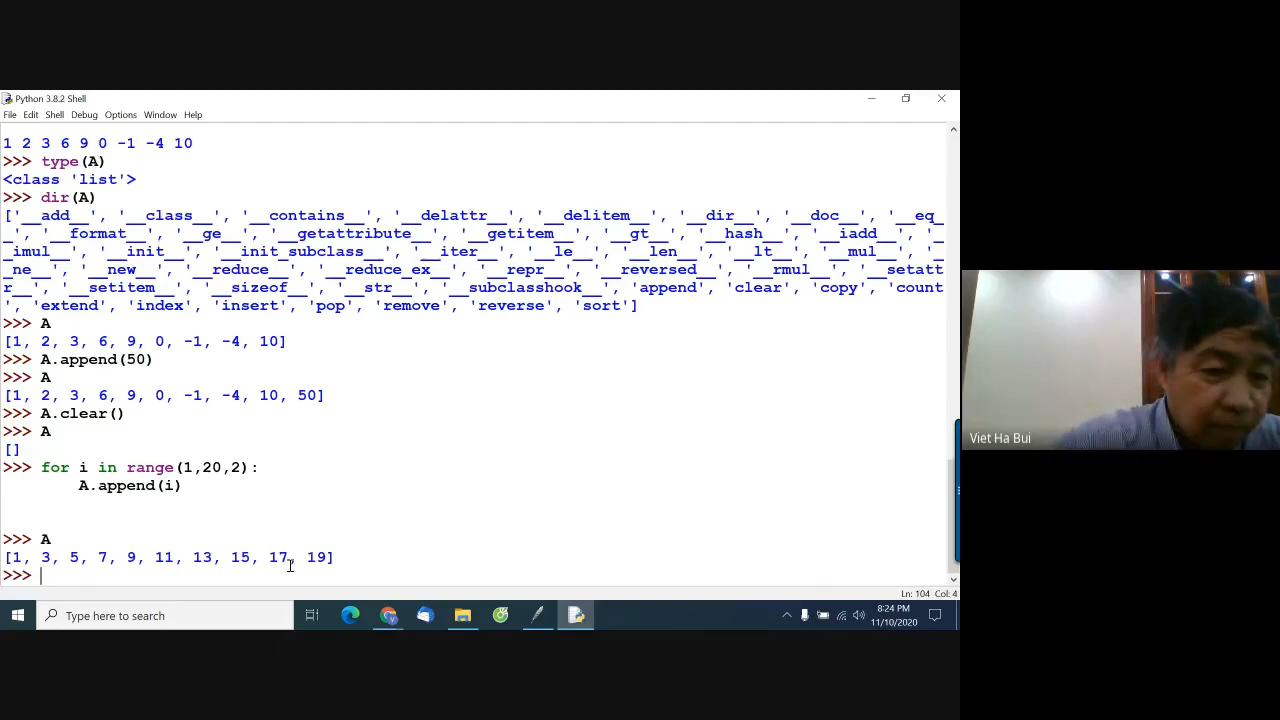 Python 3.8.2 Shell
File Edit Shell Debug Options Window Help
1 2 3 6 9 0 -1 -4 10
>>> type(A)
<class 'list'>
>>> dir(A)
['__add__', '__class__', '__contains__', '__delattr__', '__delitem__', '__dir__', '__doc__', '__eq_
_', '__format__', '__ge__', '__getattribute__', '__getitem__', '__gt__', '__hash__', '__iadd__', '_
_imul__', '__init__', '__init_subclass__', '__iter__', '__le__', '__len__', '__lt__', '__mul__', '_
_ne__', '__new__', '__reduce__', '__reduce_ex__', '__repr__', '__reversed__', '__rmul__', '__setatt
r__', '__setitem__', '__sizeof__', '__str__', '__subclasshook__', 'append', 'clear', 'copy', 'count
', 'extend', 'index', 'insert', 'pop', 'remove', 'reverse', 'sort']
>>> A
[1, 2, 3, 6, 9, 0, -1, -4, 10]
>>> A.append(50)
>>> A
[1, 2, 3, 6, 9, 0, -1, -4, 10, 50]
>>> A.clear()
>>> A
[]
>>> for i in range(1,20,2):
A.append(i)
>>> A
[1, 3, 5, 7, 9, 11, 13, 15, 17, 19]
>>>
Ln: 104 Col: 4
Type here to search
8:24 PM
11/10/2020
Viet Ha Bui